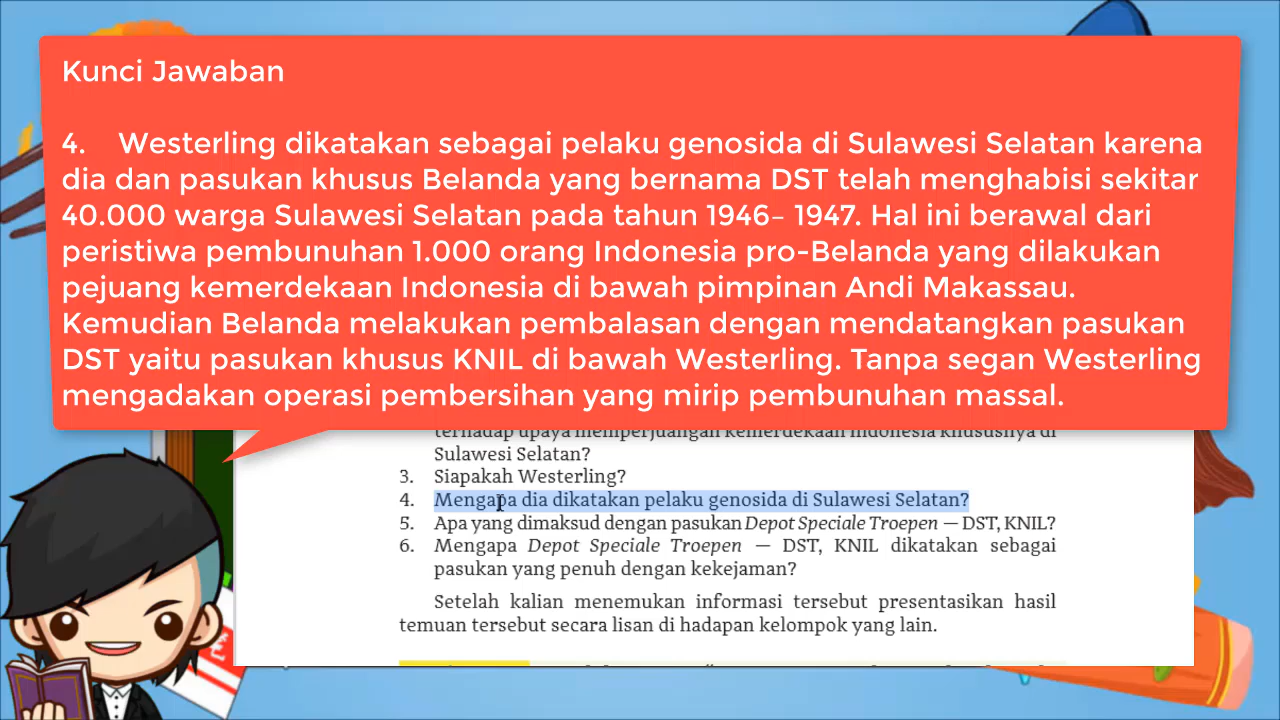 Kunci Jawaban
4. Westerling dikatakan sebagai pelaku genosida di Sulawesi Selatan karena
dia dan pasukan khusus Belanda yang bernama DST telah menghabisi sekitar
40.000 warga Sulawesi Selatan pada tahun 1946– 1947. Hal ini berawal dari
peristiwa pembunuhan 1.000 orang Indonesia pro-Belanda yang dilakukan
pejuang kemerdekaan Indonesia di bawah pimpinan Andi Makassau.
Kemudian Belanda melakukan pembalasan dengan mendatangkan pasukan
DST yaitu pasukan khusus KNIL di bawah Westerling. Tanpa segan Westerling
mengadakan operasi pembersihan yang mirip pembunuhan massal.
terhadap upaya memperjuangan kemerdekaan Indonesia khususnya di
Sulawesi Selatan?
3. Siapakah Westerling?
4. Mengapa dia dikatakan pelaku genosida di Sulawesi Selatan?
5. Apa yang dimaksud dengan pasukan Depot Speciale Troepen — DST, KNIL?
6. Mengapa Depot Speciale Troepen — DST, KNIL dikatakan sebagai
pasukan yang penuh dengan kekejaman?
Setelah kalian menemukan informasi tersebut presentasikan hasil
temuan tersebut secara lisan di hadapan kelompok yang lain.